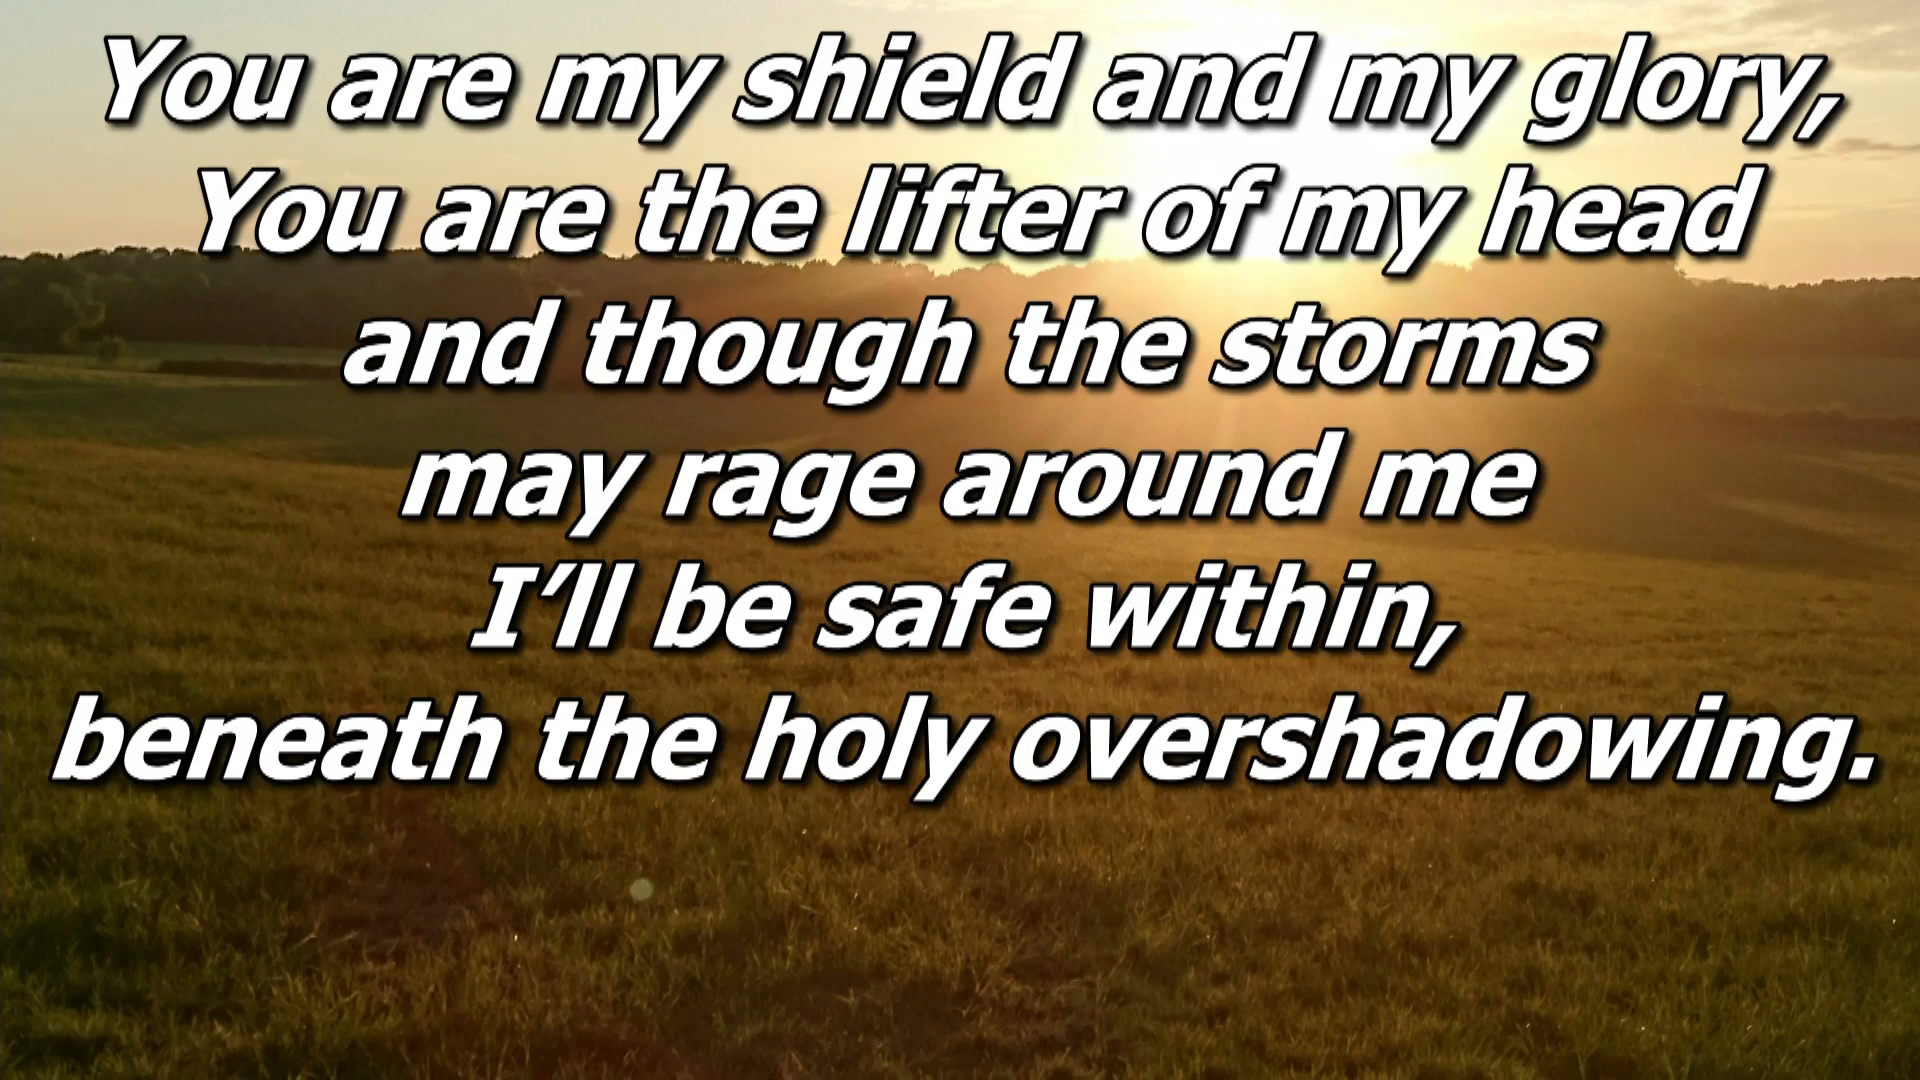 You are my shield and my glory,
You are the lifter of my head
and though the storms
may rage around me
I’ll be safe within,
beneath the holy overshadowing.